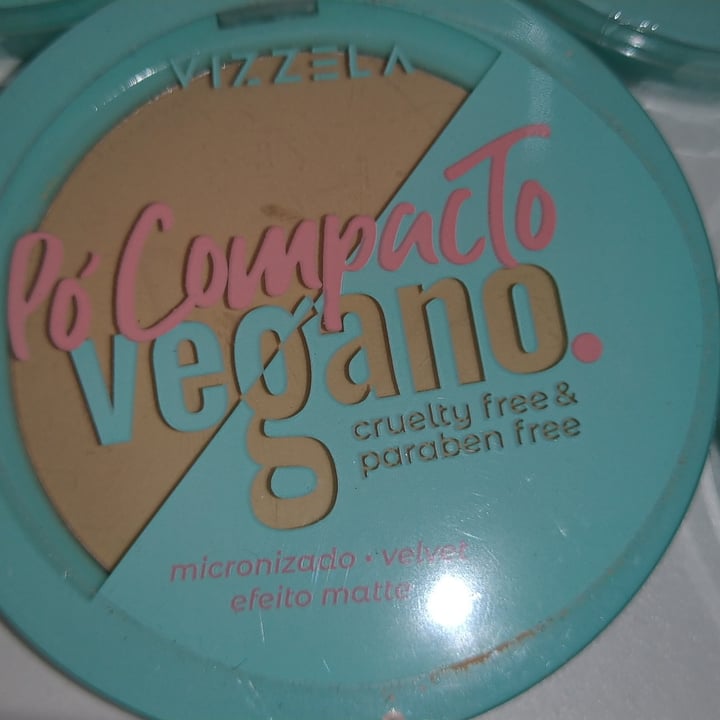 VIZZELA
Pó Compacto
vegano.
cruelty free &
paraben free
micronizado • velvet
efeito matte